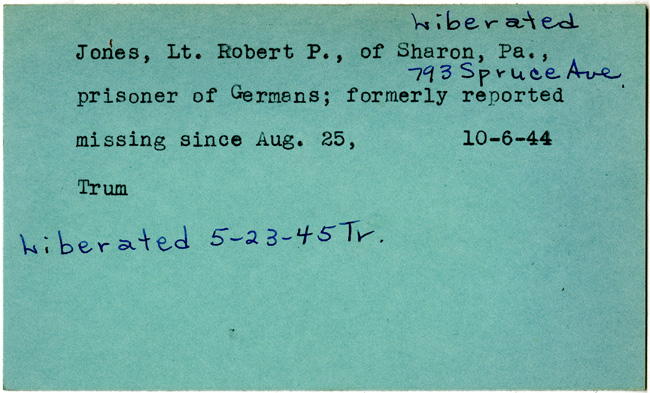 Liberated
Jones, Lt. Robert P., of Sharon, Pa.,
793 Spruce Ave.
prisoner of Germans; formerly reported
missing since Aug. 25, 10-6-44
Trum
Liberated 5-23-45 Tr.